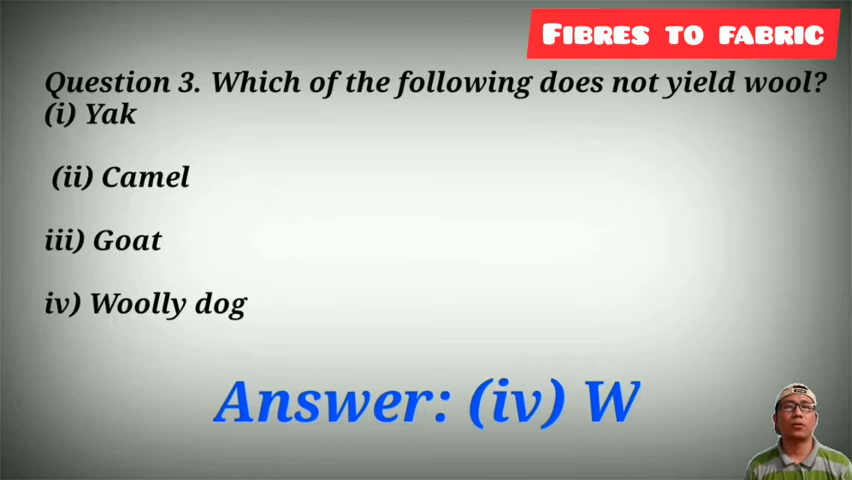 FIBRES TO FABRIC
Question 3. Which of the following does not yield wool?
(i) Yak
(ii) Camel
iii) Goat
iv) Woolly dog
Answer: (iv) W